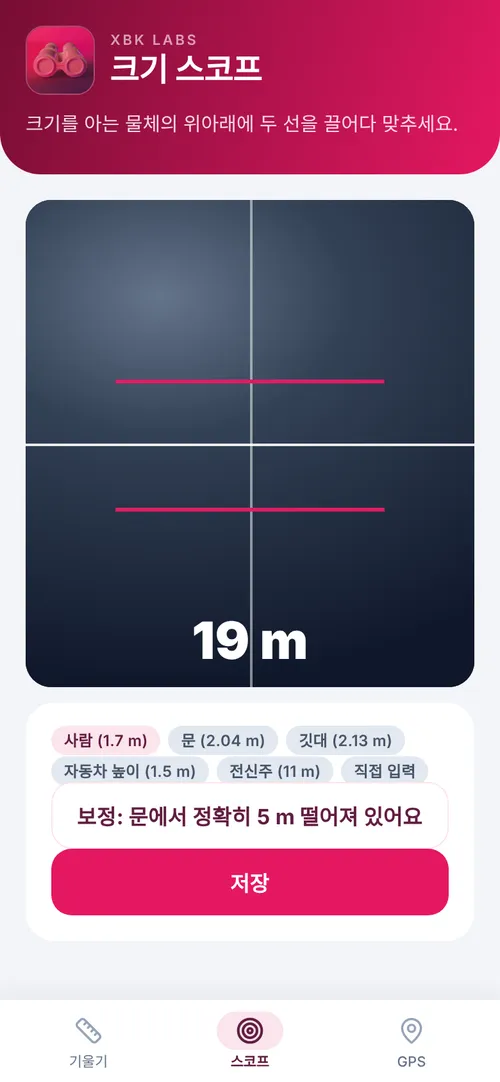 XBK LABS
크기 스코프
크기를 아는 물체의 위아래에 두 선을 끌어다 맞추세요.
19 m
사람 (1.7 m)
문 (2.04 m)
깃대 (2.13 m)
자동차 높이 (1.5 m)
전신주 (11 m)
직접 입력
보정: 문에서 정확히 5 m 떨어져 있어요
저장
기울기
스코프
GPS